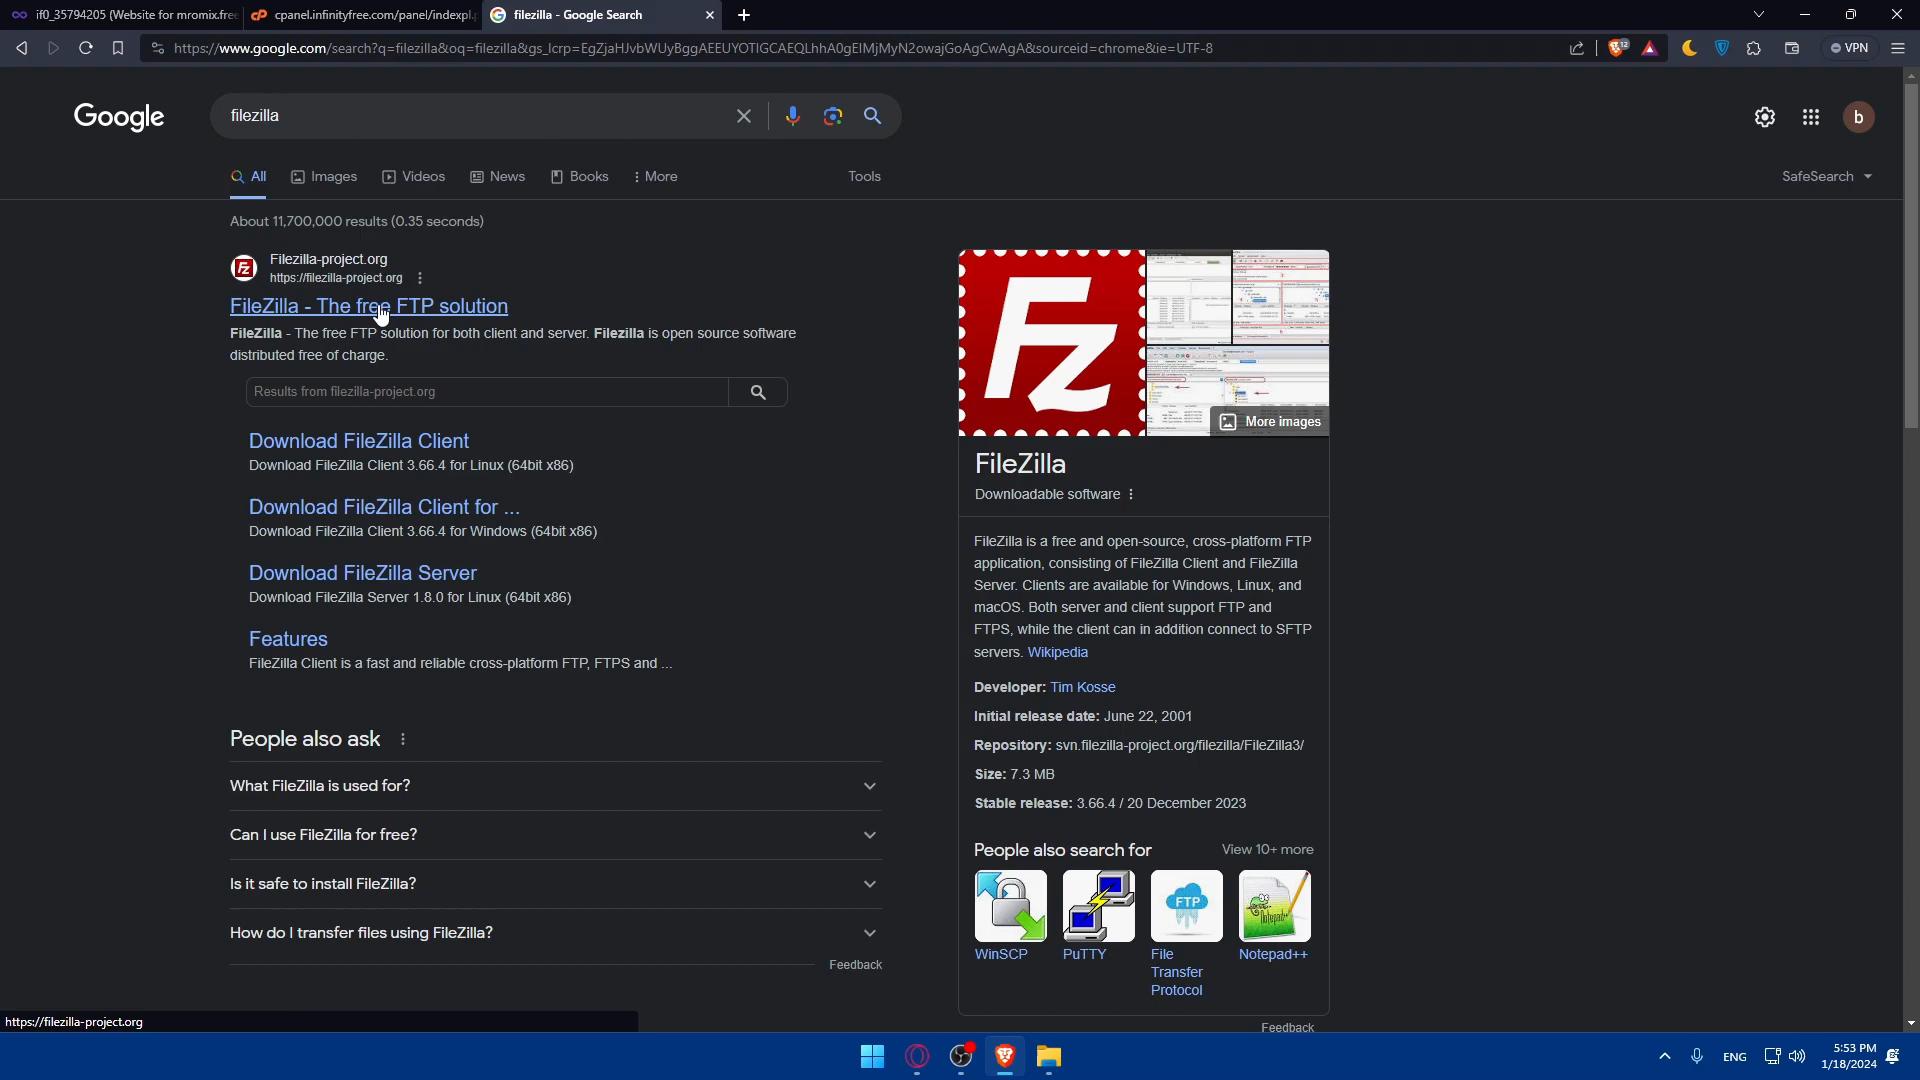 if0_35794205 (Website for mromix.free
cpanel.infinityfree.com/panel/indexpl.p
filezilla - Google Search
https://www.google.com/search?q=filezilla&oq=filezilla&gs_lcrp=EgZjaHJvbWUyBggAEEUYOTIGCAEQLhhA0gEIMjMyN2owajGoAgCwAgA&sourceid=chrome&ie=UTF-8
12
VPN
Google
filezilla
b
All
Images
Videos
News
Books
More
Tools
SafeSearch
About 11,700,000 results (0.35 seconds)
Fz
Filezilla-project.org
https://filezilla-project.org
FileZilla - The free FTP solution
FileZilla - The free FTP solution for both client and server. Filezilla is open source software
distributed free of charge.
Results from filezilla-project.org
Download FileZilla Client
Download FileZilla Client 3.66.4 for Linux (64bit x86)
Download FileZilla Client for ...
Download FileZilla Client 3.66.4 for Windows (64bit x86)
Download FileZilla Server
Download FileZilla Server 1.8.0 for Linux (64bit x86)
Features
FileZilla Client is a fast and reliable cross-platform FTP, FTPS and ...
People also ask
What FileZilla is used for?
Can I use FileZilla for free?
Is it safe to install FileZilla?
How do I transfer files using FileZilla?
Feedback
Fz
More images
FileZilla
Downloadable software
FileZilla is a free and open-source, cross-platform FTP
application, consisting of FileZilla Client and FileZilla
Server. Clients are available for Windows, Linux, and
macOS. Both server and client support FTP and
FTPS, while the client can in addition connect to SFTP
servers. Wikipedia
Developer: Tim Kosse
Initial release date: June 22, 2001
Repository: svn.filezilla-project.org/filezilla/FileZilla3/
Size: 7.3 MB
Stable release: 3.66.4 / 20 December 2023
People also search for
View 10+ more
FTP
Notepad++
WinSCP
PuTTY
File
Transfer
Protocol
Notepad++
Feedback
https://filezilla-project.org
ENG
5:53 PM
1/18/2024